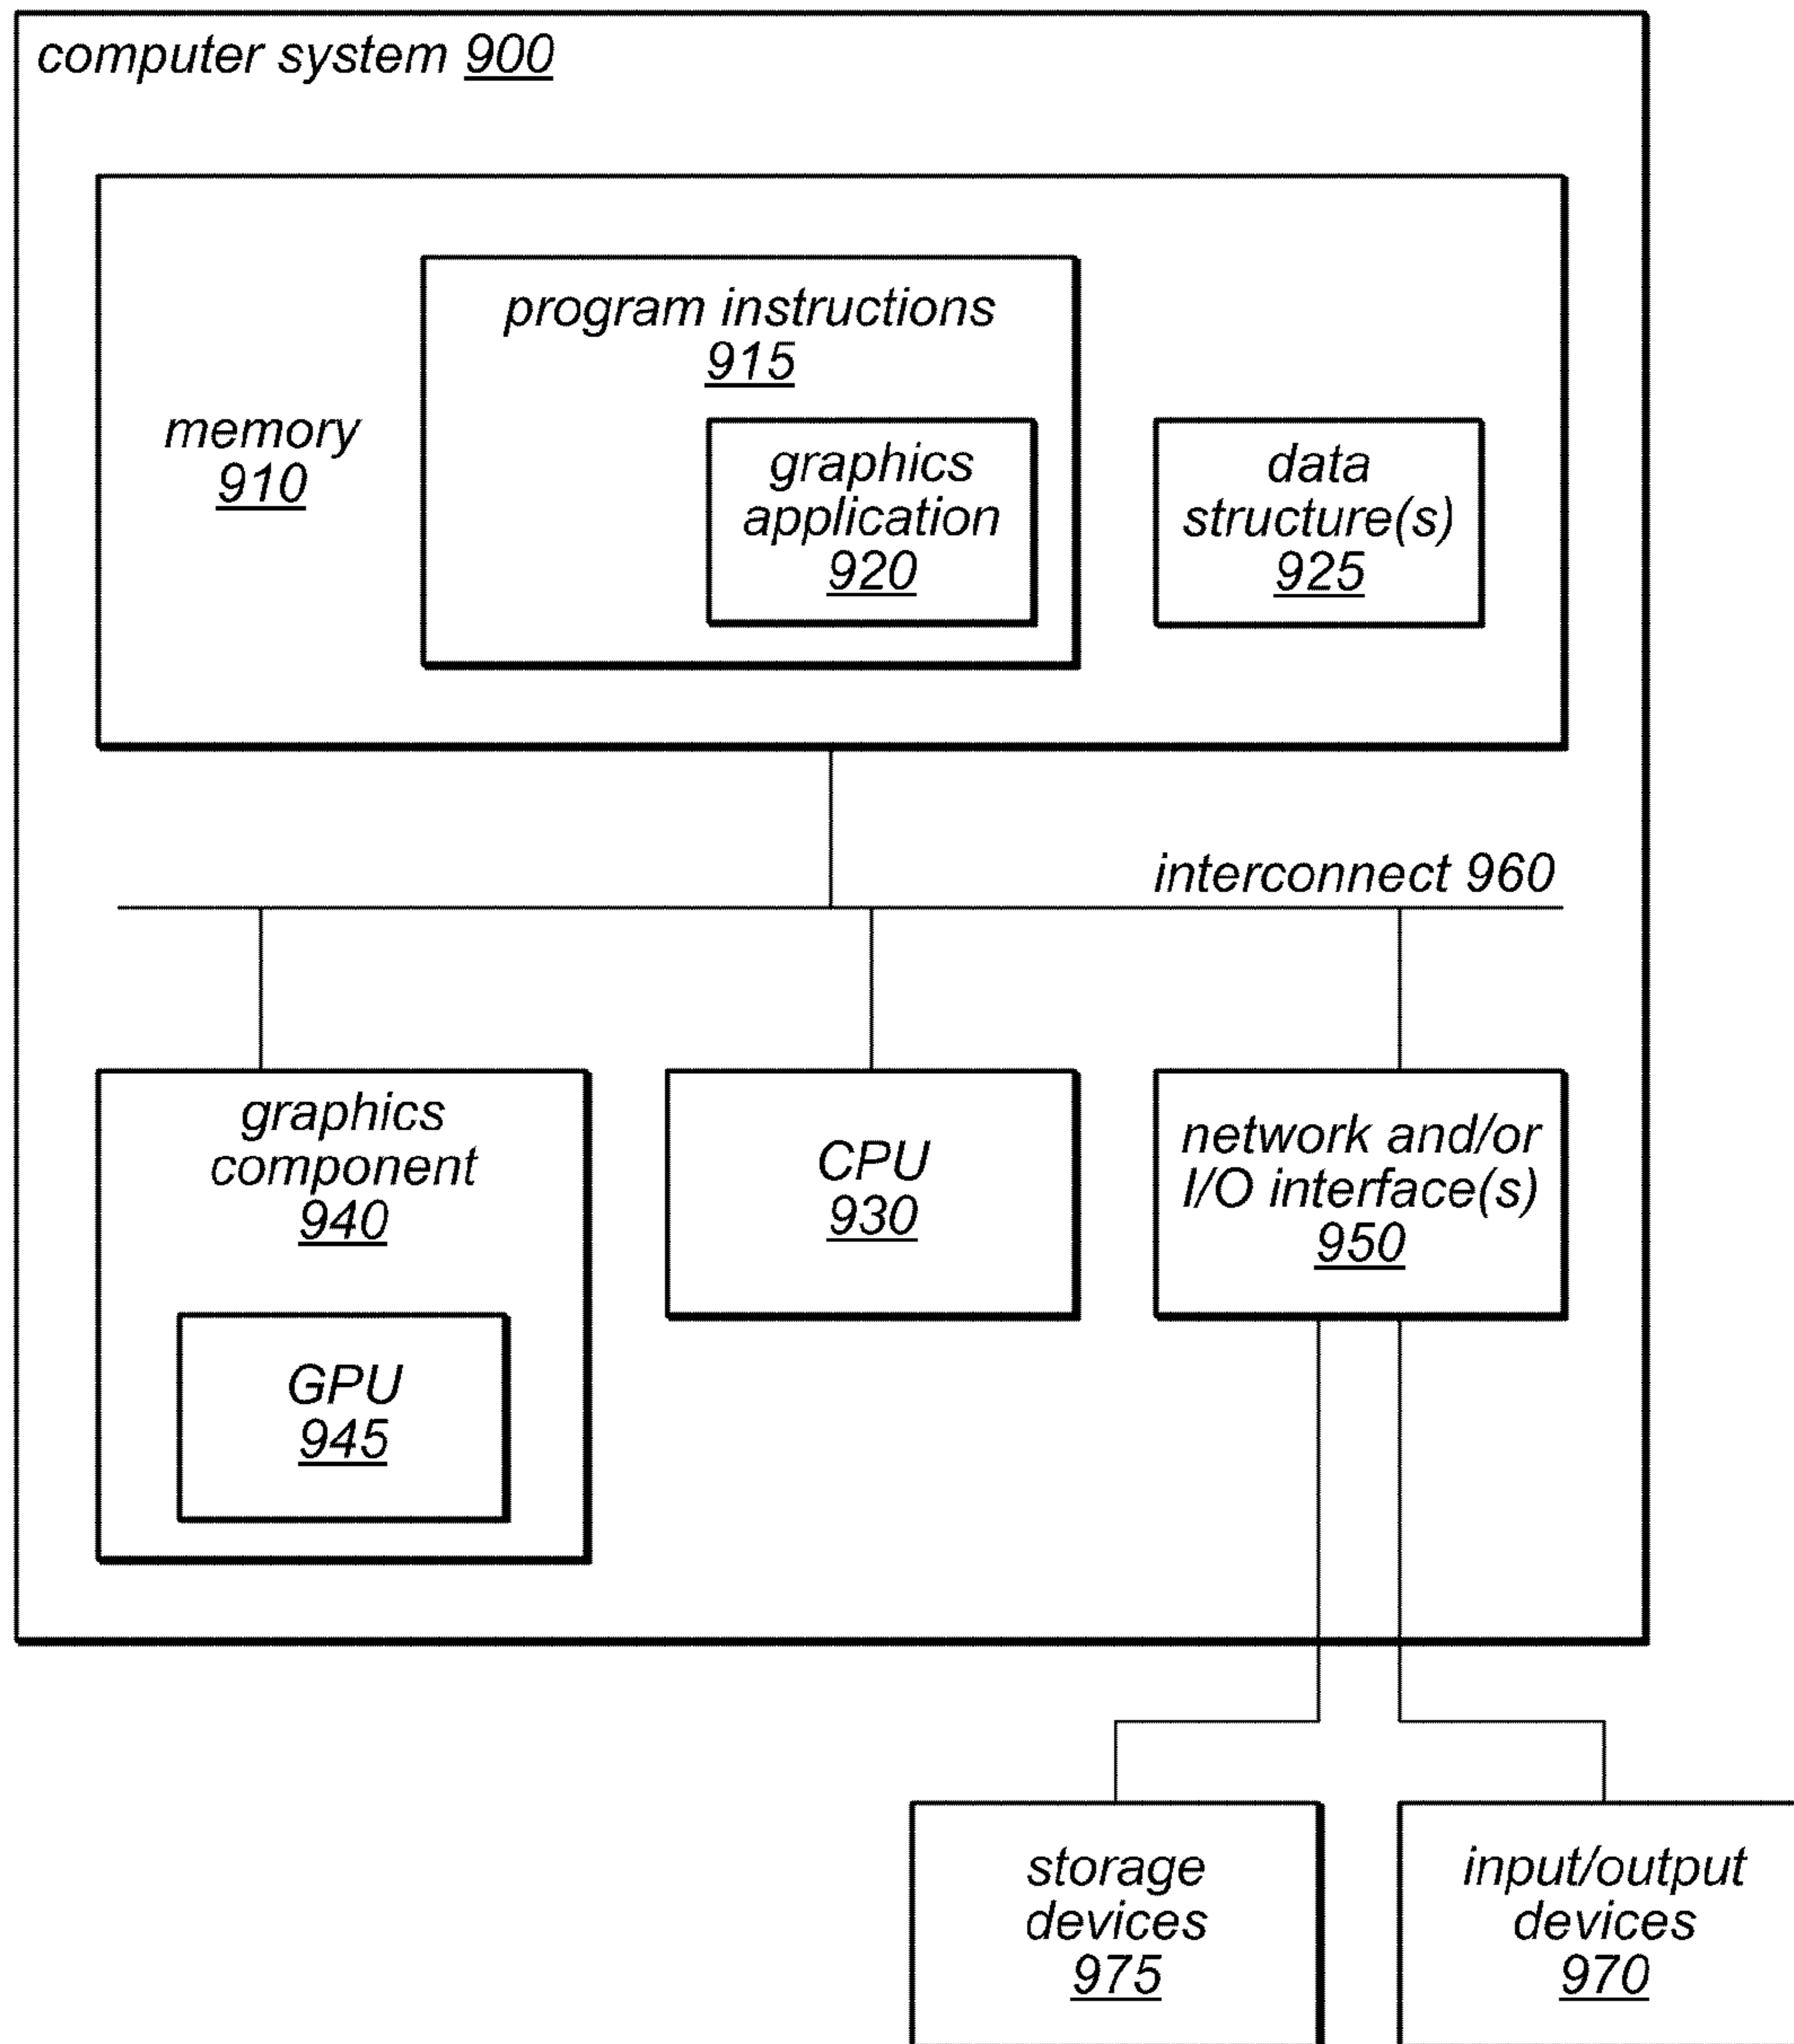 computer system 900
program instructions
915
memory
910
graphics
application
920
data
structure(s)
925
interconnect 960
graphics
component
940
CPU
930
network and/or
I/O interface(s)
950
GPU
945
storage
devices
975
input/output
devices
970